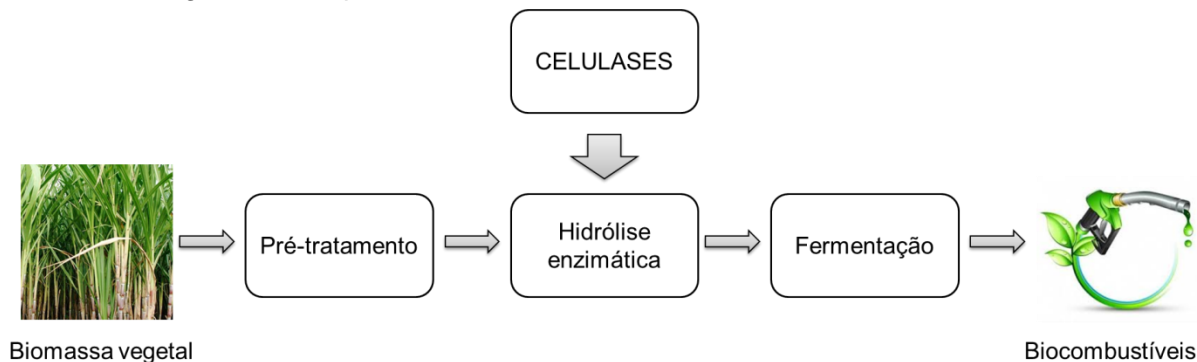 CELULASES
Pré-tratamento
Hidrólise
enzimática
Fermentação
Biomassa vegetal
Biocombustíveis